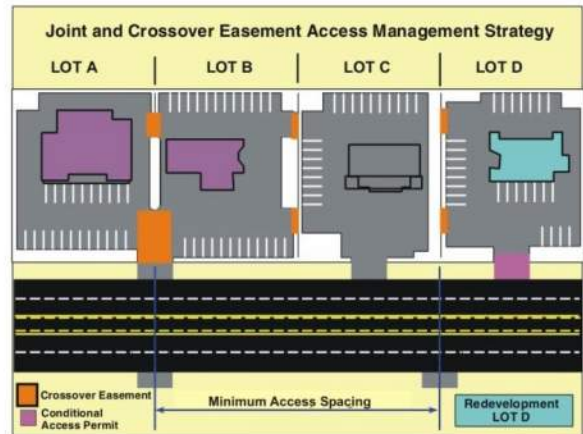 Joint and Crossover Easement Access Management Strategy
LOT A LOT B LOT C LOT D
Crossover Easement
Conditional
Access Permit
Minimum Access Spacing
Redevelopment
LOT D